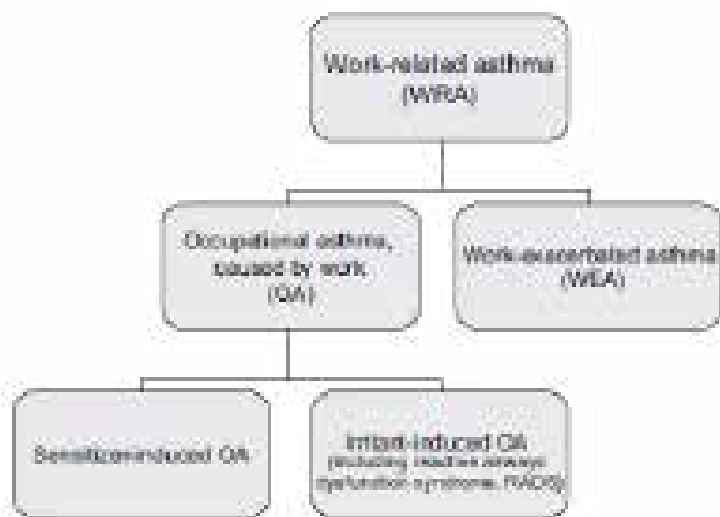 Work-related asthma
(WRA)
Occupational asthma,
caused by work
(OA)
Work-exacerbated asthma
(WEA)
Sensitizer-induced OA
Irritant-induced OA
(including reactive airways
dysfunction syndrome, RADS)